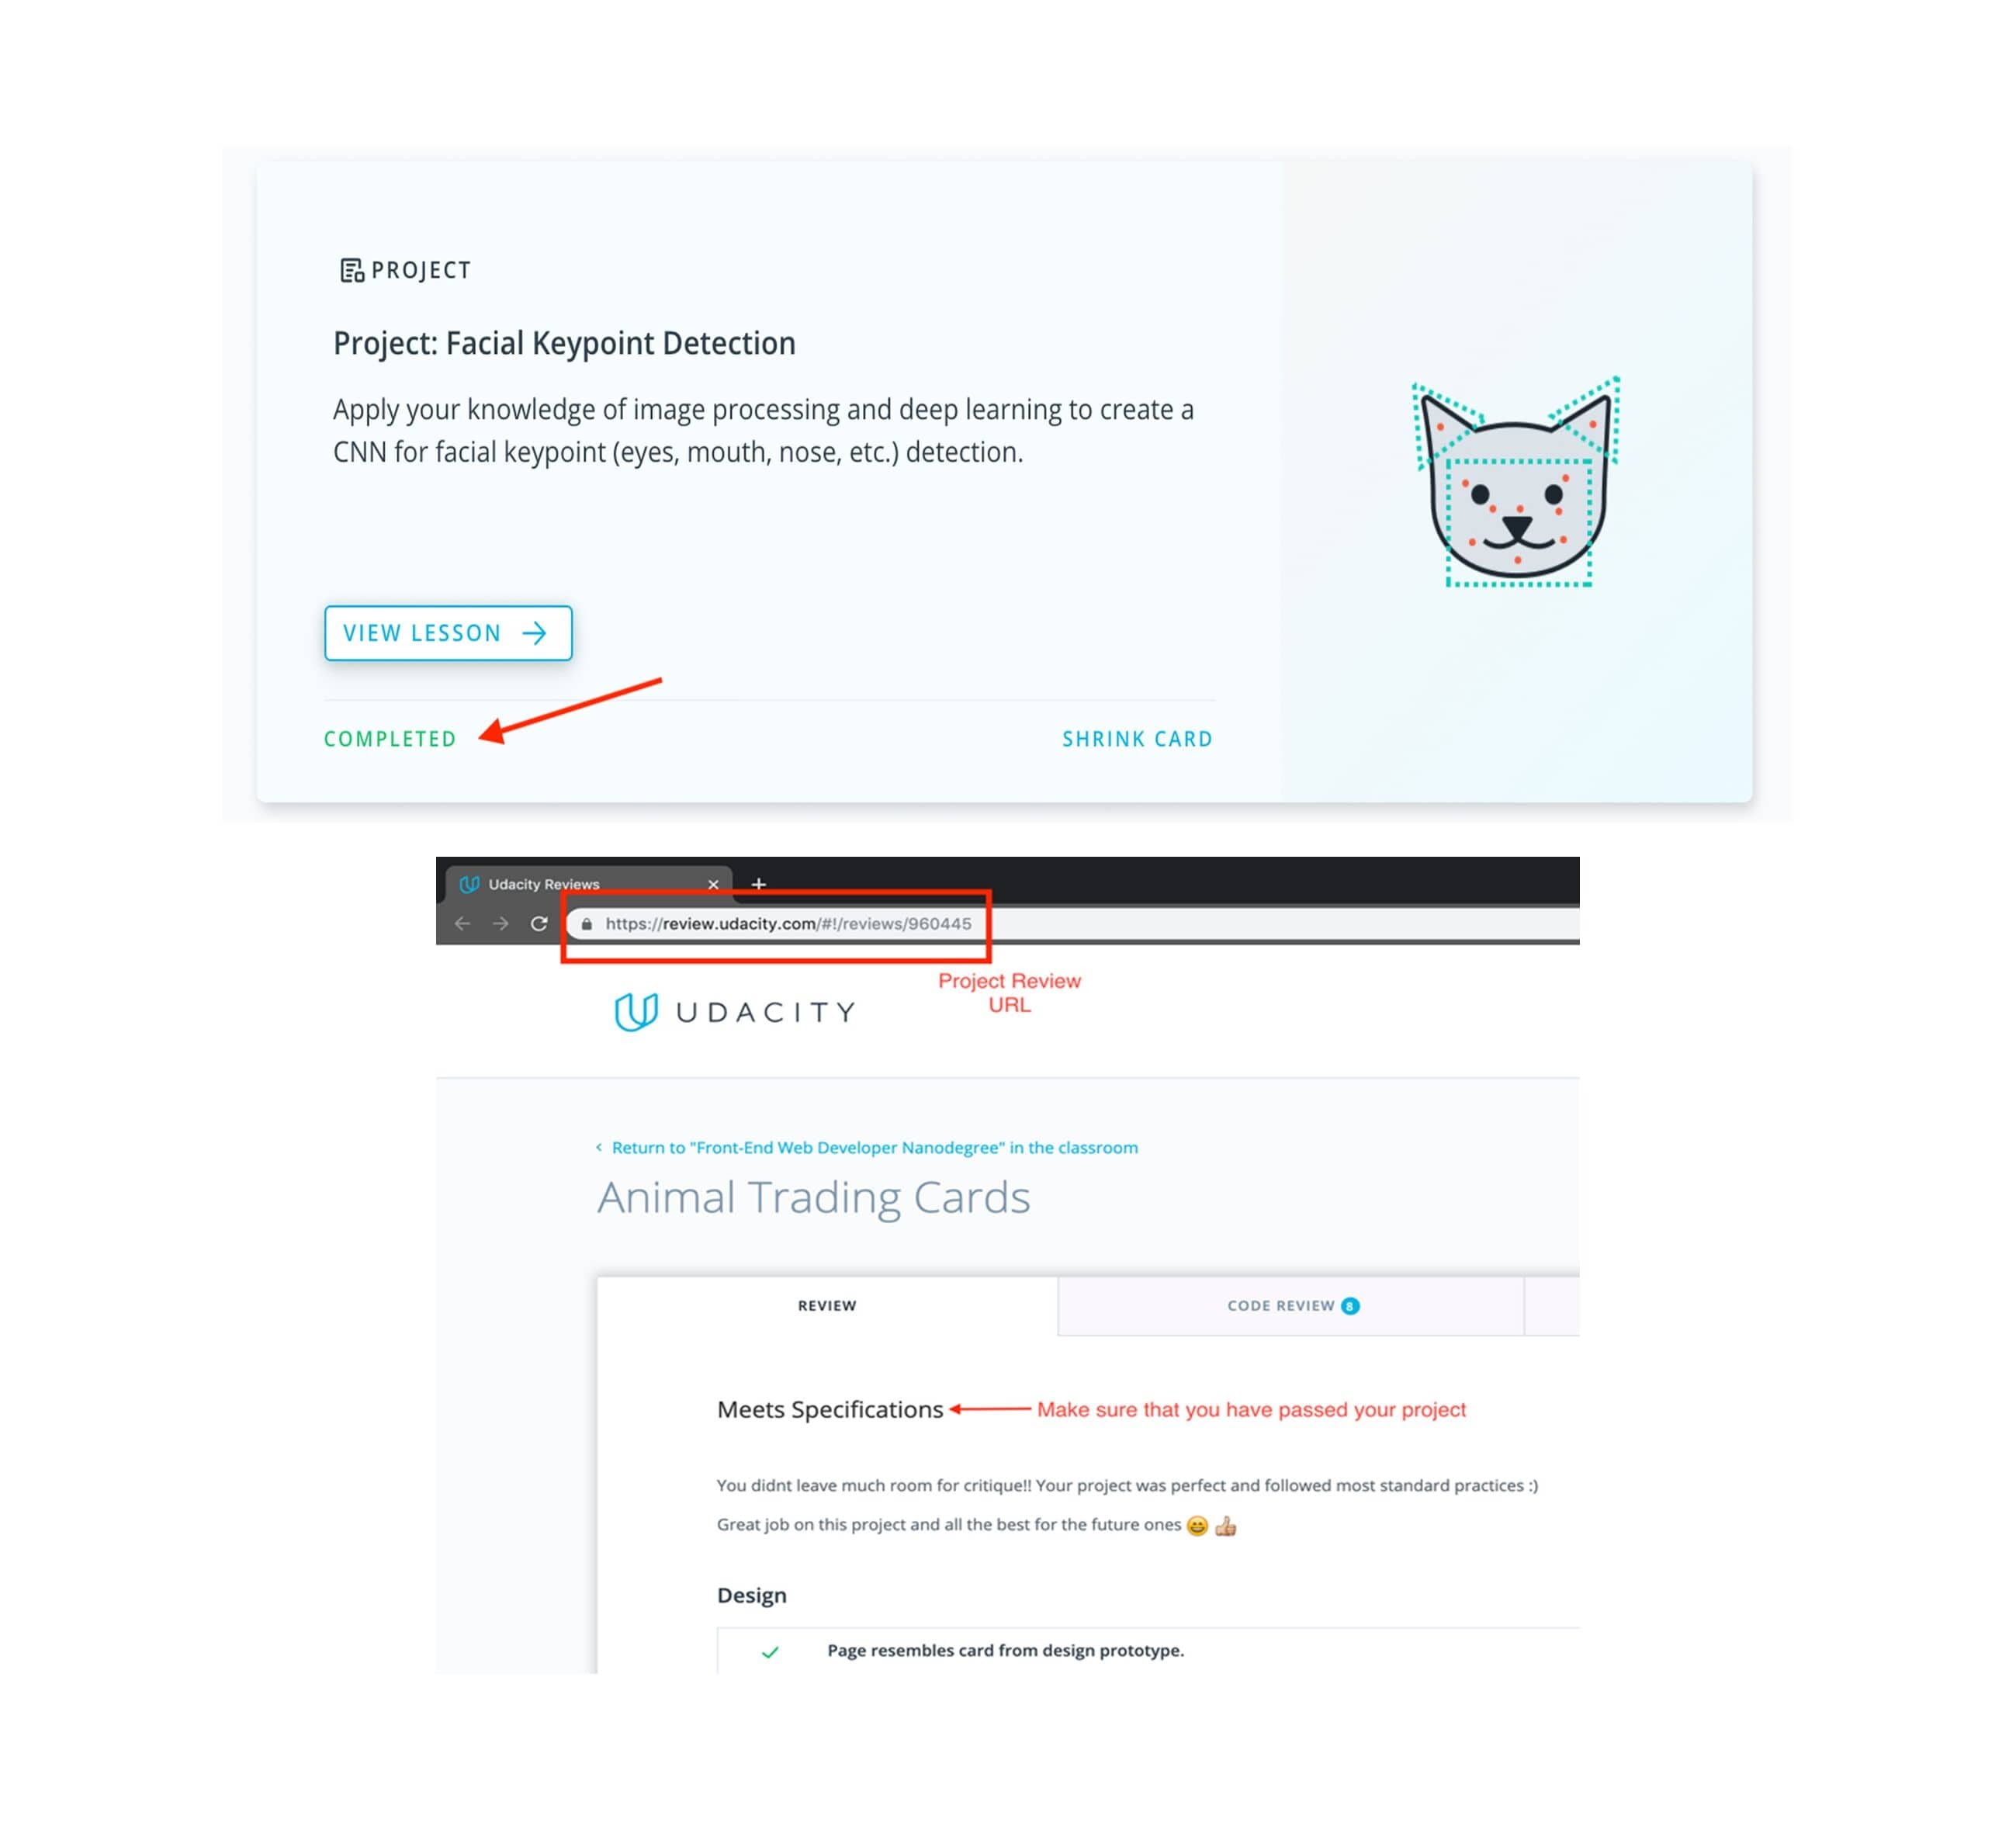 PROJECT
Project: Facial Keypoint Detection
Apply your knowledge of image processing and deep learning to create a
CNN for facial keypoint (eyes, mouth, nose, etc.) detection.
VIEW LESSON
COMPLETED
SHRINK CARD
Udacity Reviews
https://review.udacity.com/#!/reviews/960445
Project Review
URL
UDACITY
Return to "Front-End Web Developer Nanodegree" in the classroom
Animal Trading Cards
REVIEW
CODE REVIEW 8
Meets Specifications
Make sure that you have passed your project
You didnt leave much room for critique!! Your project was perfect and followed most standard practices :)
Great job on this project and all the best for the future ones 😄 👍
Design
Page resembles card from design prototype.